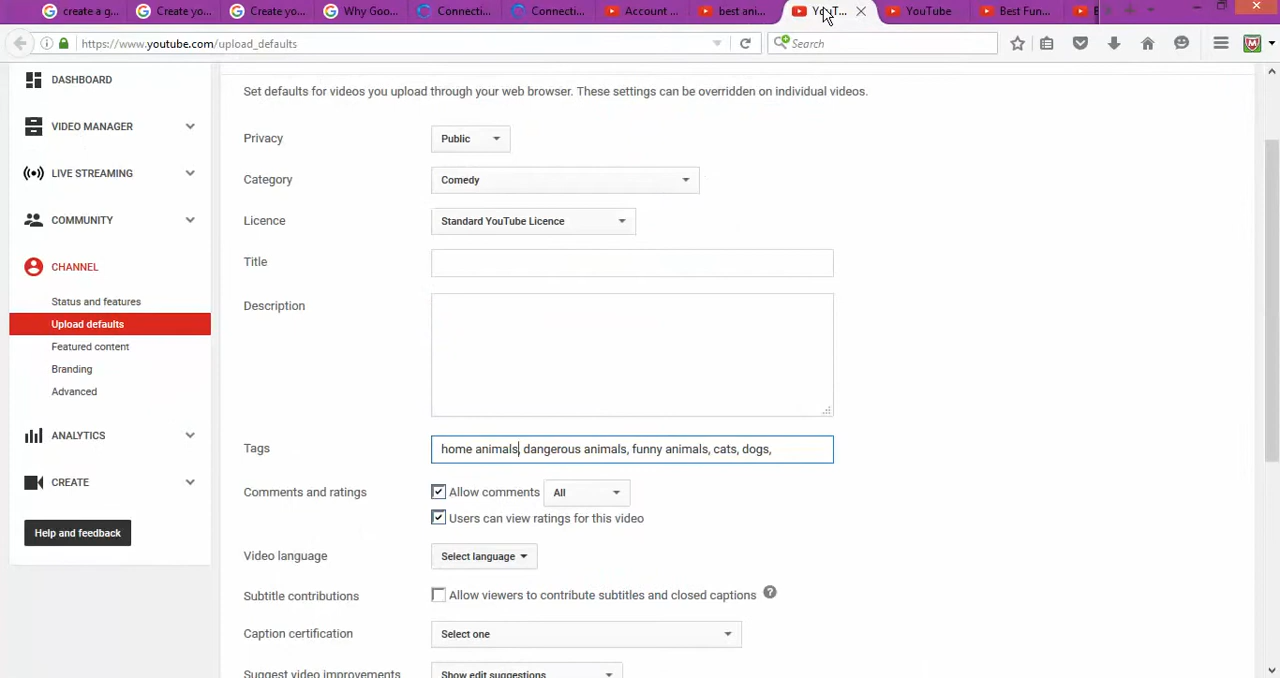 create a g...
Create yo...
Create yo...
Why Goo...
Connecti...
Connecti...
Account ...
best ani...
YouT...
YouTube
Best Fun...
https://www.youtube.com/upload_defaults
Search
DASHBOARD
VIDEO MANAGER
LIVE STREAMING
COMMUNITY
CHANNEL
Status and features
Upload defaults
Featured content
Branding
Advanced
ANALYTICS
CREATE
Help and feedback
Set defaults for videos you upload through your web browser. These settings can be overridden on individual videos.
Privacy
Public
Category
Comedy
Licence
Standard YouTube Licence
Title
Description
Tags
home animals, dangerous animals, funny animals, cats, dogs,
Comments and ratings
Allow comments
All
Users can view ratings for this video
Video language
Select language
Subtitle contributions
Allow viewers to contribute subtitles and closed captions
?
Caption certification
Select one
Suggest video improvements
Show edit suggestions